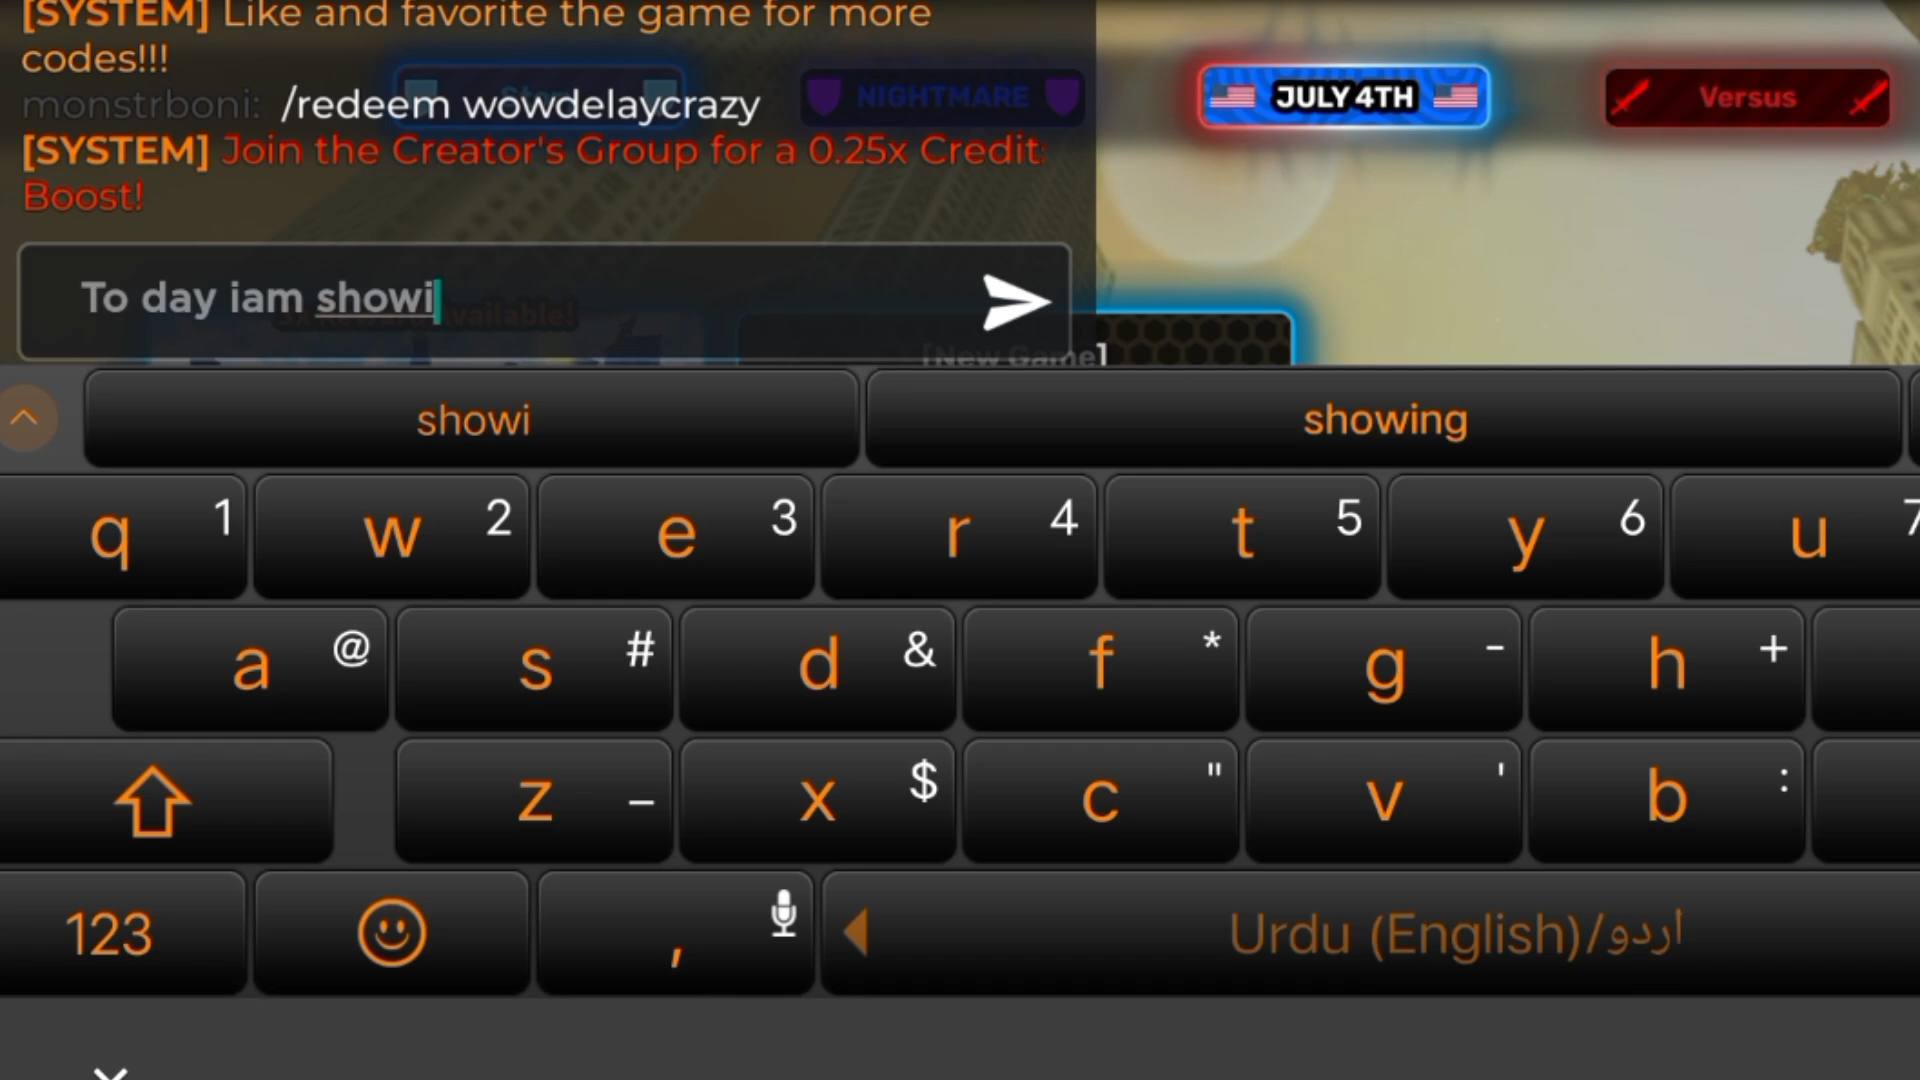 [SYSTEM] Like and favorite the game for more
codes!!!
monstrboni: /redeem wowdelaycrazy
NIGHTMARE
JULY 4TH
Versus
[SYSTEM] Join the Creator's Group for a 0.25x Credit
Boost!
To day iam showi
[New Game]
showi showing
q 1 w 2 e 3 r 4 t 5 y 6 u 7
a @ s # d & f * g - h +
z _ x $ c " v ' b :
123 , Urdu (English)/اردو